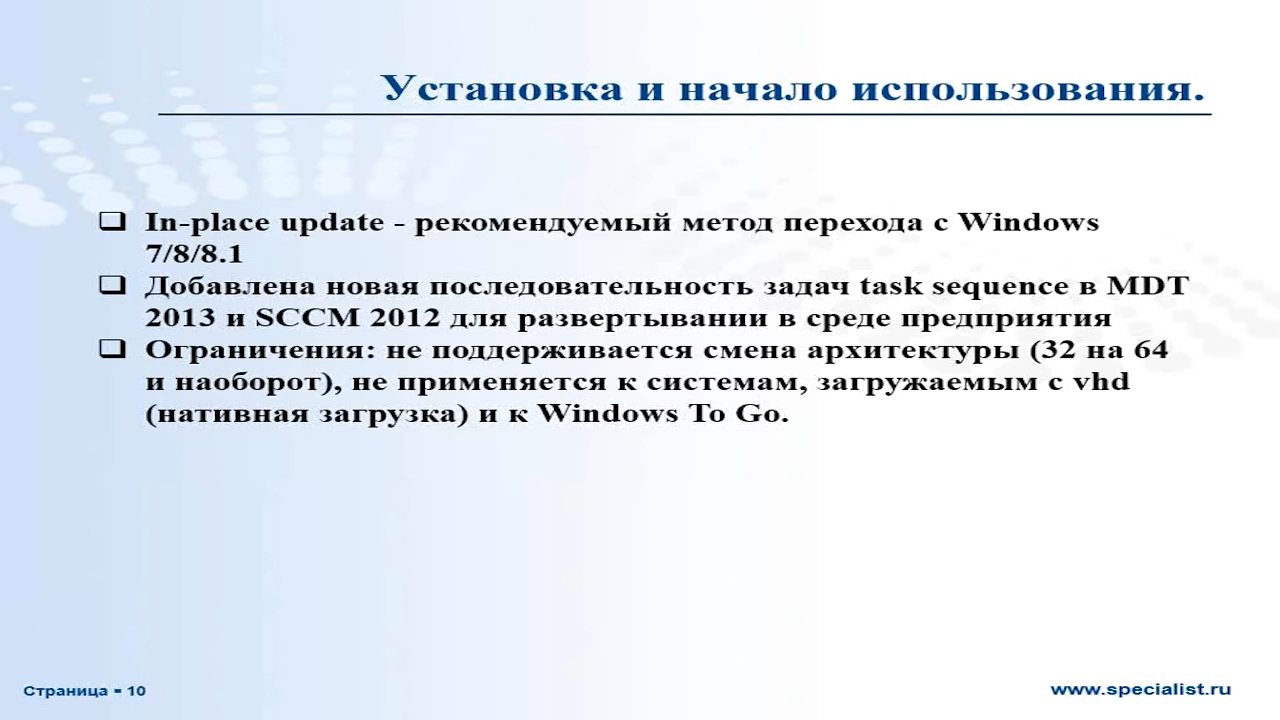 Установка и начало использования.
In-place update - рекомендуемый метод перехода с Windows
7/8/8.1
Добавлена новая последовательность задач task sequence в MDT
2013 и SCCM 2012 для развертывании в среде предприятия
Ограничения: не поддерживается смена архитектуры (32 на 64
и наоборот), не применяется к системам, загружаемым с vhd
(нативная загрузка) и к Windows To Go.
Страница - 10
www.specialist.ru